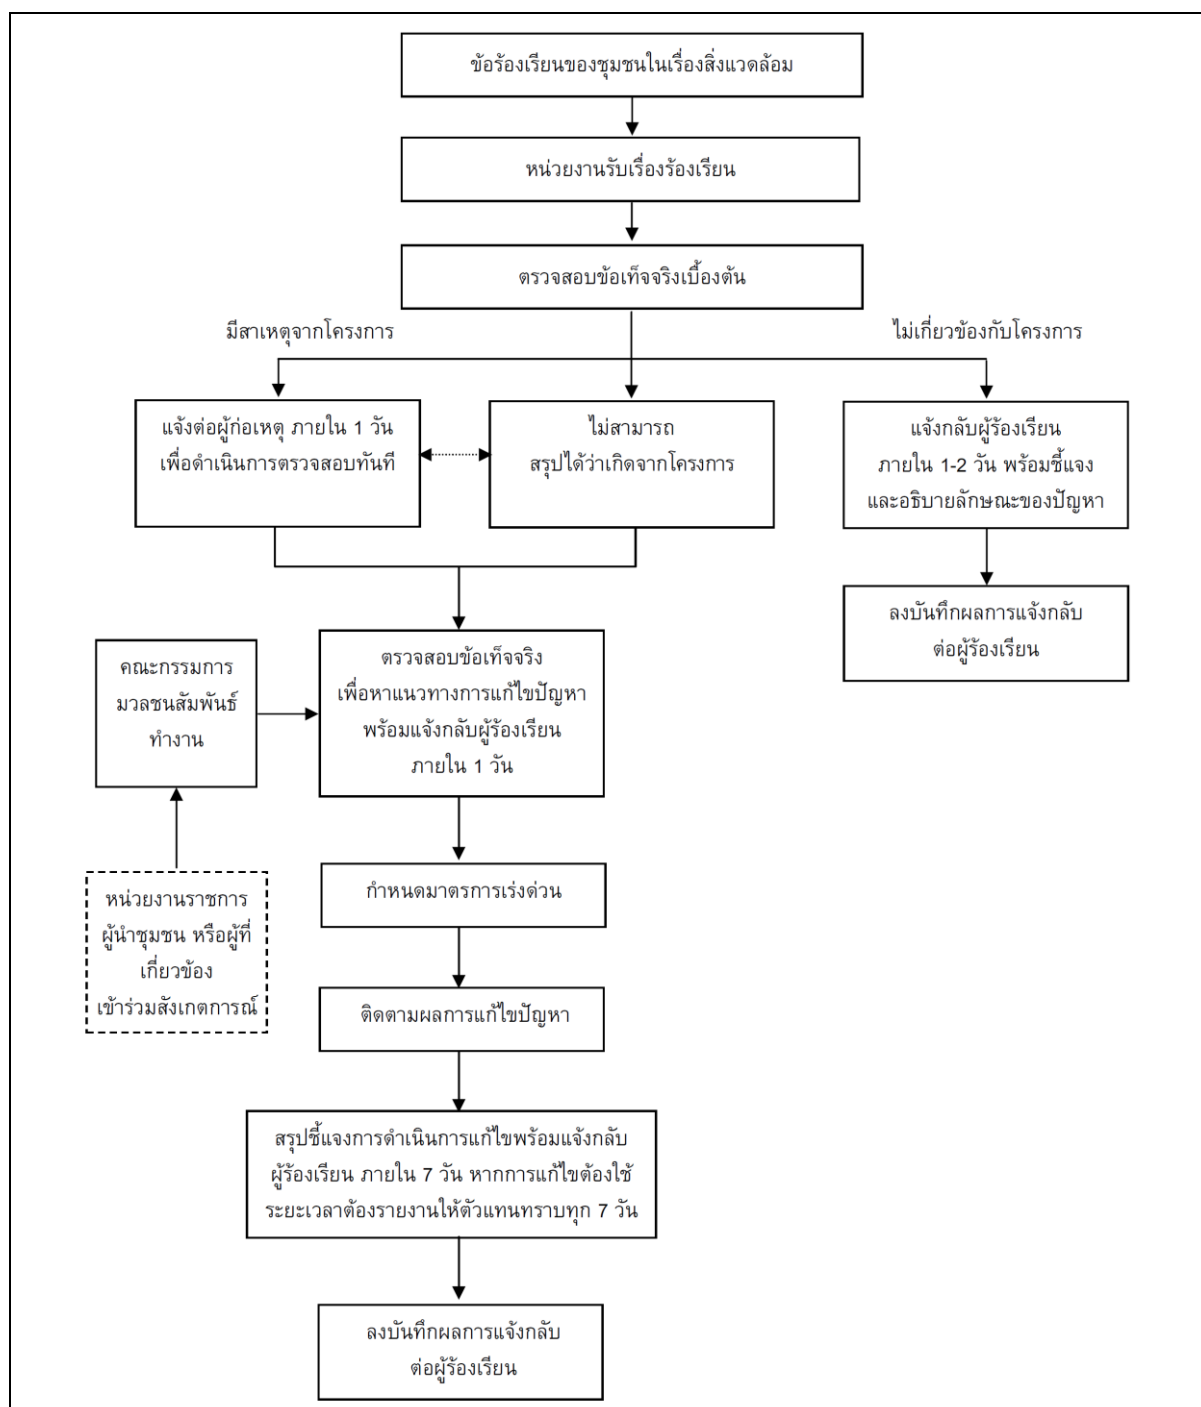 ข้อร้องเรียนของชุมชนในเรื่องสิ่งแวดล้อม
หน่วยงานรับเรื่องร้องเรียน
ตรวจสอบข้อเท็จจริงเบื้องต้น
มีสาเหตุจากโครงการ
ไม่เกี่ยวข้องกับโครงการ
แจ้งต่อผู้ก่อเหตุ ภายใน 1 วัน
เพื่อดำเนินการตรวจสอบทันที
ไม่สามารถ
สรุปได้ว่าเกิดจากโครงการ
แจ้งกลับผู้ร้องเรียน
ภายใน 1-2 วัน พร้อมชี้แจง
และอธิบายลักษณะของปัญหา
ลงบันทึกผลการแจ้งกลับ
ต่อผู้ร้องเรียน
คณะกรรมการ
มวลชนสัมพันธ์
ทำงาน
ตรวจสอบข้อเท็จจริง
เพื่อหาแนวทางการแก้ไขปัญหา
พร้อมแจ้งกลับผู้ร้องเรียน
ภายใน 1 วัน
หน่วยงานราชการ
ผู้นำชุมชน หรือผู้ที่
เกี่ยวข้อง
เข้าร่วมสังเกตการณ์
กำหนดมาตรการเร่งด่วน
ติดตามผลการแก้ไขปัญหา
สรุปชี้แจงการดำเนินการแก้ไขพร้อมแจ้งกลับ
ผู้ร้องเรียน ภายใน 7 วัน หากการแก้ไขต้องใช้
ระยะเวลาต้องรายงานให้ตัวแทนทราบทุก 7 วัน
ลงบันทึกผลการแจ้งกลับ
ต่อผู้ร้องเรียน